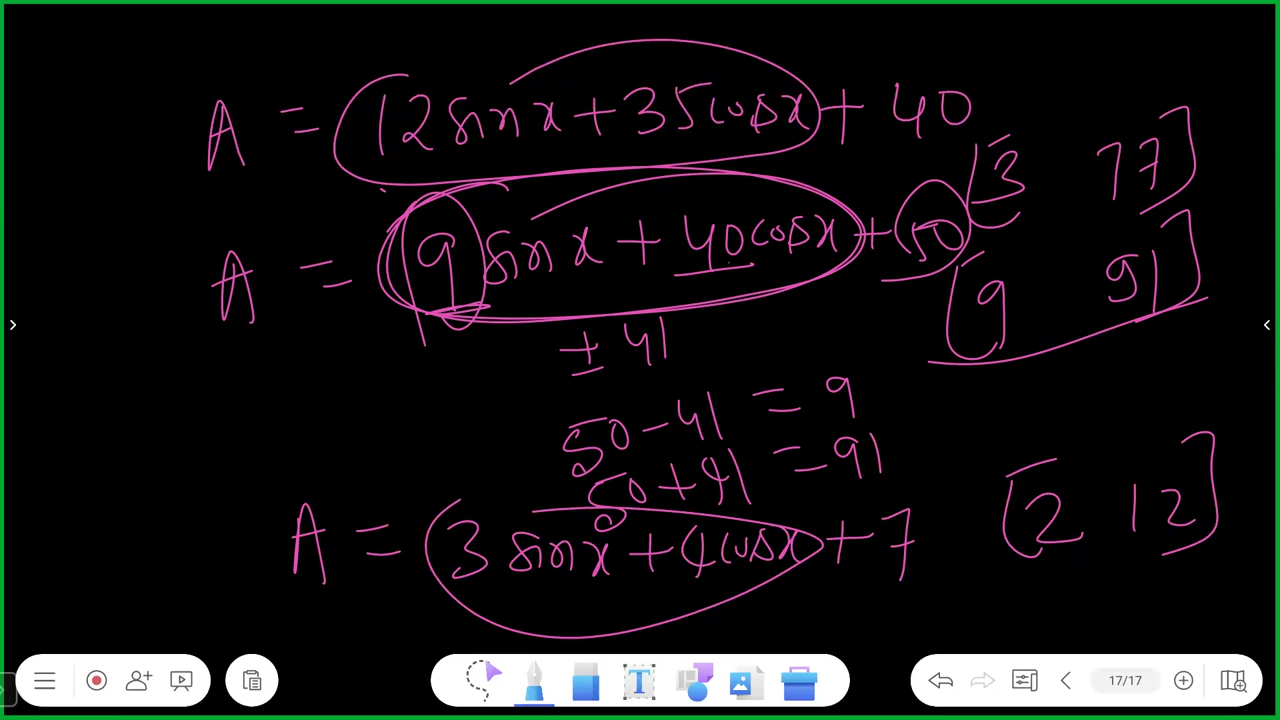 A = 12 sin x + 35 cos x + 40
[3 77]
A = 9 sin x + 40 cos x + 50
[9 91]
± 41
50 - 41 = 9
50 + 41 = 91
A = 3 sin x + 4 cos x + 7 [2 12]
17/17